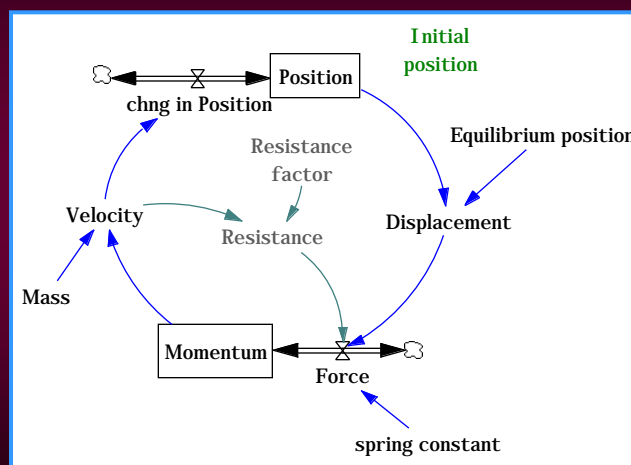 Initial
position
Position
chng in Position
Equilibrium position
Resistance
factor
Velocity
Displacement
Resistance
Mass
Momentum
Force
spring constant